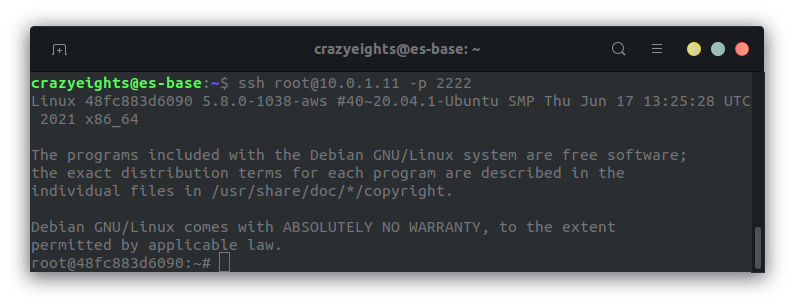 crazyeights@es-base: ~
crazyeights@es-base:~$ ssh root@10.0.1.11 -p 2222
Linux 48fc883d6090 5.8.0-1038-aws #40~20.04.1-Ubuntu SMP Thu Jun 17 13:25:28 UTC
 2021 x86_64
The programs included with the Debian GNU/Linux system are free software;
the exact distribution terms for each program are described in the
individual files in /usr/share/doc/*/copyright.
Debian GNU/Linux comes with ABSOLUTELY NO WARRANTY, to the extent
permitted by applicable law.
root@48fc883d6090:~#